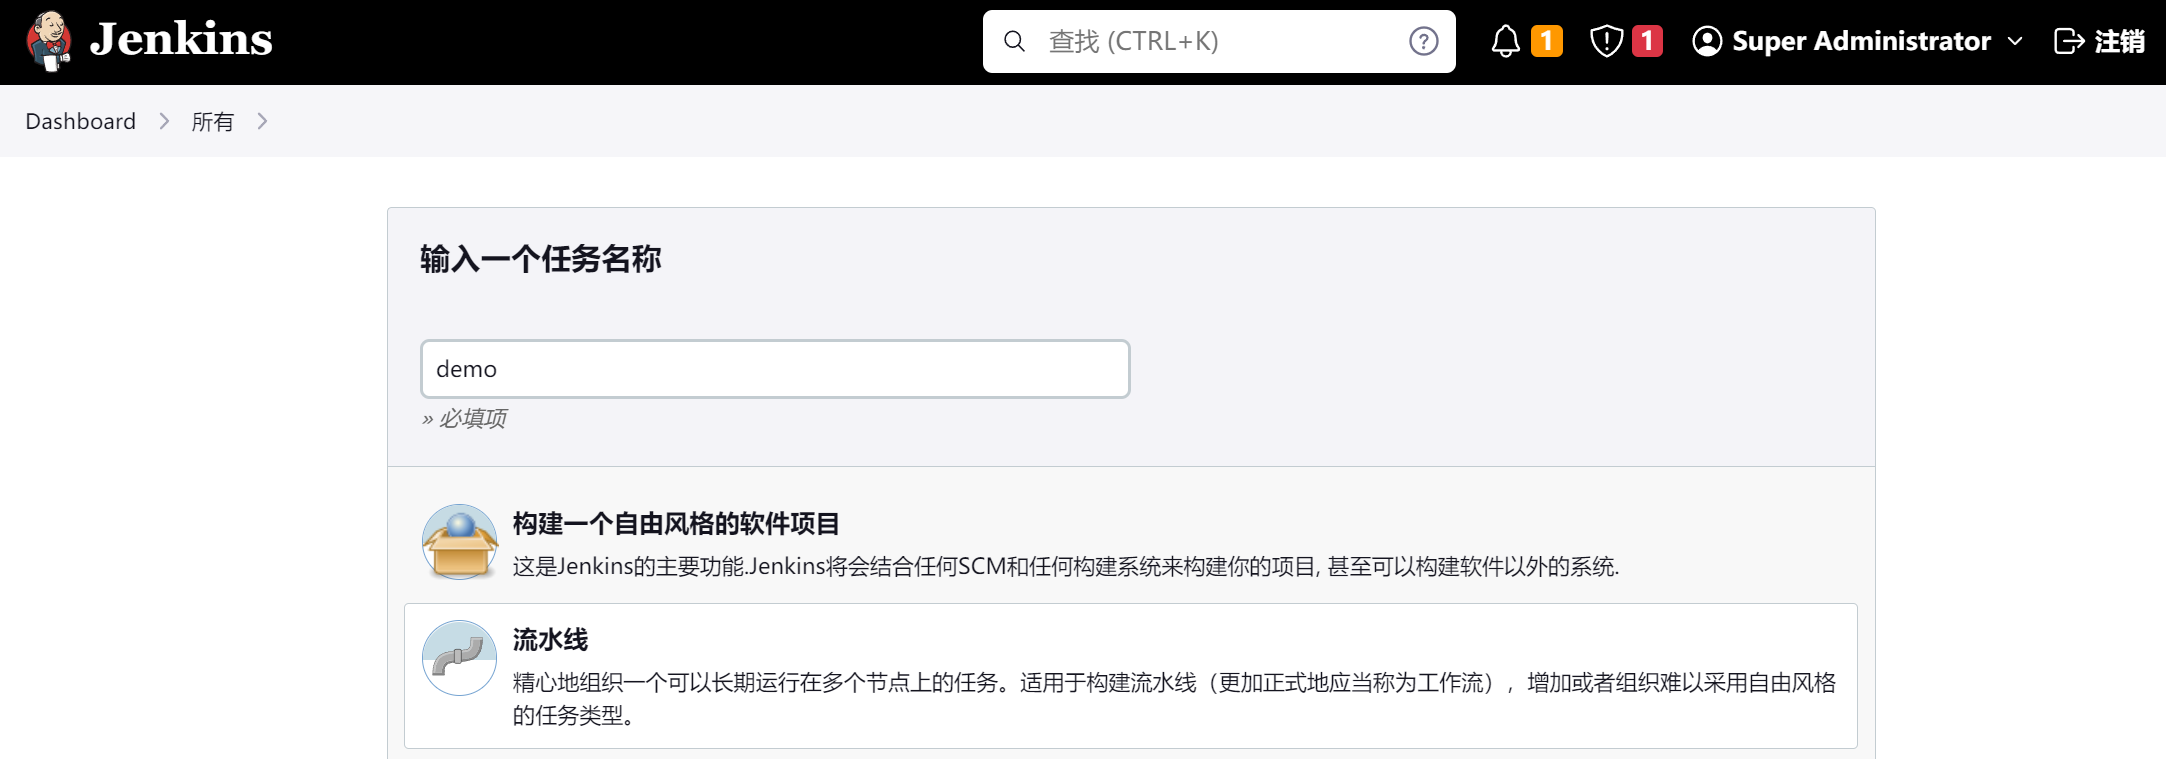 Jenkins
查找 (CTRL+K)
1
1
Super Administrator
注销
Dashboard
所有
输入一个任务名称
demo
» 必填项
构建一个自由风格的软件项目
这是Jenkins的主要功能.Jenkins将会结合任何SCM和任何构建系统来构建你的项目, 甚至可以构建软件以外的系统.
流水线
精心地组织一个可以长期运行在多个节点上的任务。适用于构建流水线（更加正式地应当称为工作流），增加或者组织难以采用自由风格
的任务类型。